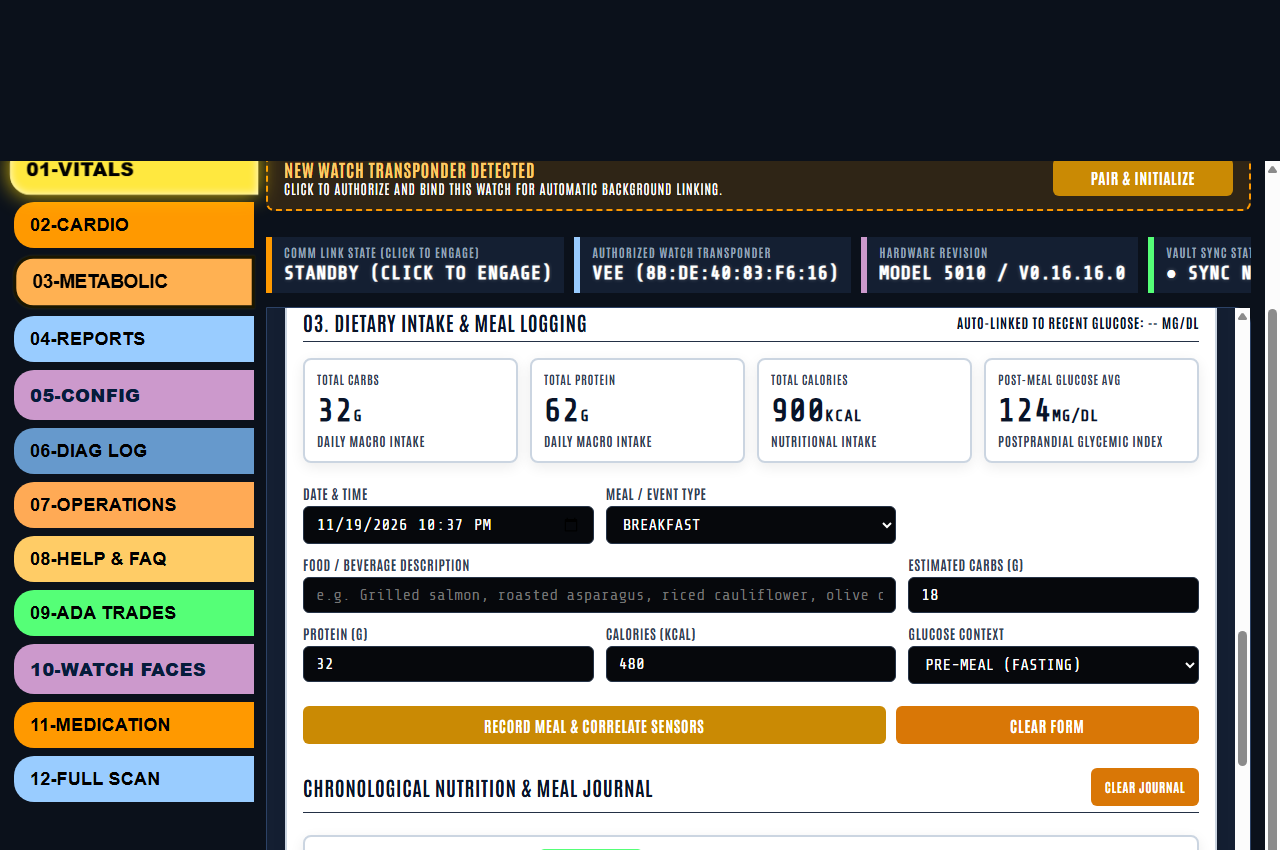 01-VITALS
02-CARDIO
03-METABOLIC
04-REPORTS
05-CONFIG
06-DIAG LOG
07-OPERATIONS
08-HELP & FAQ
09-ADA TRADES
10-WATCH FACES
11-MEDICATION
12-FULL SCAN
NEW WATCH TRANSPONDER DETECTED
CLICK TO AUTHORIZE AND BIND THIS WATCH FOR AUTOMATIC BACKGROUND LINKING.
PAIR & INITIALIZE
COMM LINK STATE (CLICK TO ENGAGE)
STANDBY (CLICK TO ENGAGE)
AUTHORIZED WATCH TRANSPONDER
VEE (8B:DE:40:83:F6:16)
HARDWARE REVISION
MODEL 5010 / V0.16.16.0
VAULT SYNC STAT
● SYNC N
03. DIETARY INTAKE & MEAL LOGGING
AUTO-LINKED TO RECENT GLUCOSE: -- MG/DL
TOTAL CARBS
32G
DAILY MACRO INTAKE
TOTAL PROTEIN
62G
DAILY MACRO INTAKE
TOTAL CALORIES
900KCAL
NUTRITIONAL INTAKE
POST-MEAL GLUCOSE AVG
124MG/DL
POSTPRANDIAL GLYCEMIC INDEX
DATE & TIME
11/19/2026 10:37 PM
MEAL / EVENT TYPE
BREAKFAST
FOOD / BEVERAGE DESCRIPTION
e.g. Grilled salmon, roasted asparagus, riced cauliflower, olive c
ESTIMATED CARBS (G)
18
PROTEIN (G)
32
CALORIES (KCAL)
480
GLUCOSE CONTEXT
PRE-MEAL (FASTING)
RECORD MEAL & CORRELATE SENSORS
CLEAR FORM
CHRONOLOGICAL NUTRITION & MEAL JOURNAL
CLEAR JOURNAL